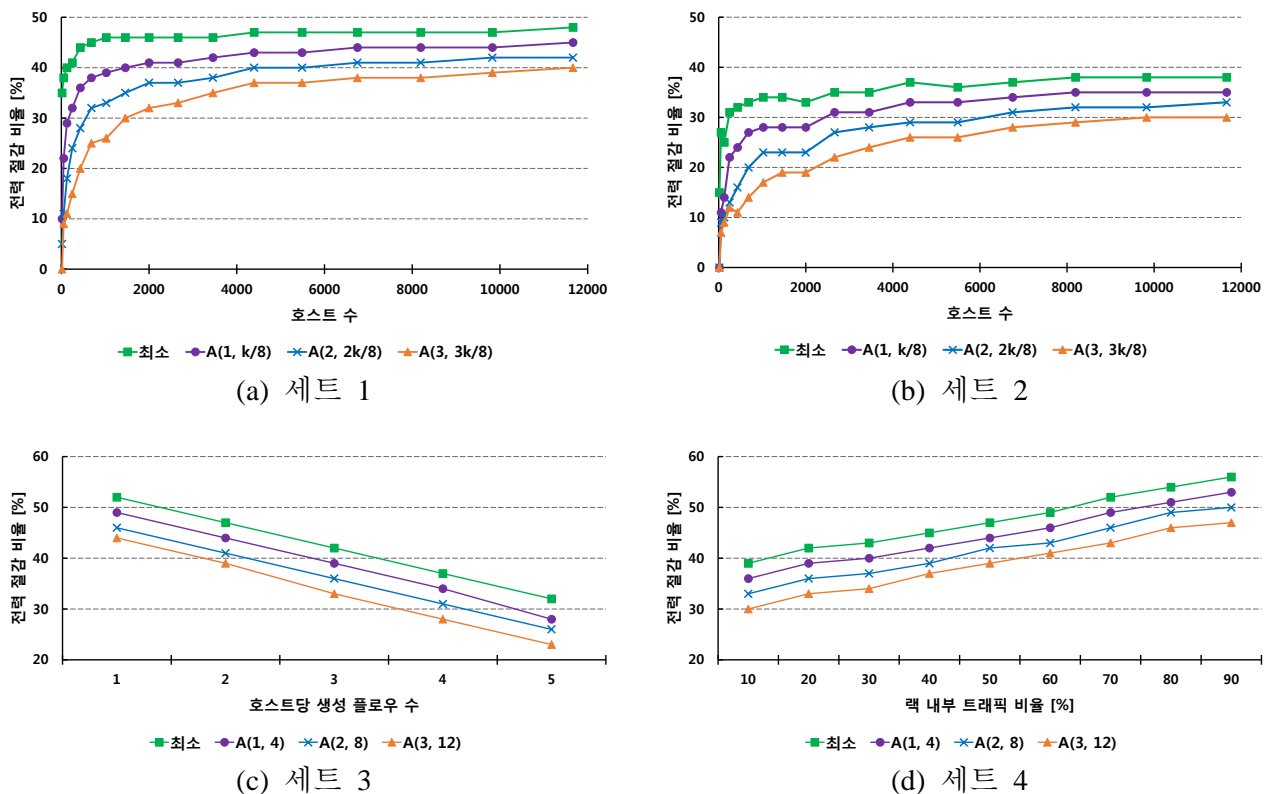 50
40
30
20
10
0
전력 절감 비율 [%]
0 2000 4000 6000 8000 10000 12000
호스트 수
최소 A(1, k/8) A(2, 2k/8) A(3, 3k/8)
(a) 세트 1
50
40
30
20
10
0
전력 절감 비율 [%]
0 2000 4000 6000 8000 10000 12000
호스트 수
최소 A(1, k/8) A(2, 2k/8) A(3, 3k/8)
(b) 세트 2
60
50
40
30
20
전력 절감 비율 [%]
1 2 3 4 5
호스트당 생성 플로우 수
최소 A(1, 4) A(2, 8) A(3, 12)
(c) 세트 3
60
50
40
30
20
전력 절감 비율 [%]
10 20 30 40 50 60 70 80 90
랙 내부 트래픽 비율 [%]
최소 A(1, 4) A(2, 8) A(3, 12)
(d) 세트 4